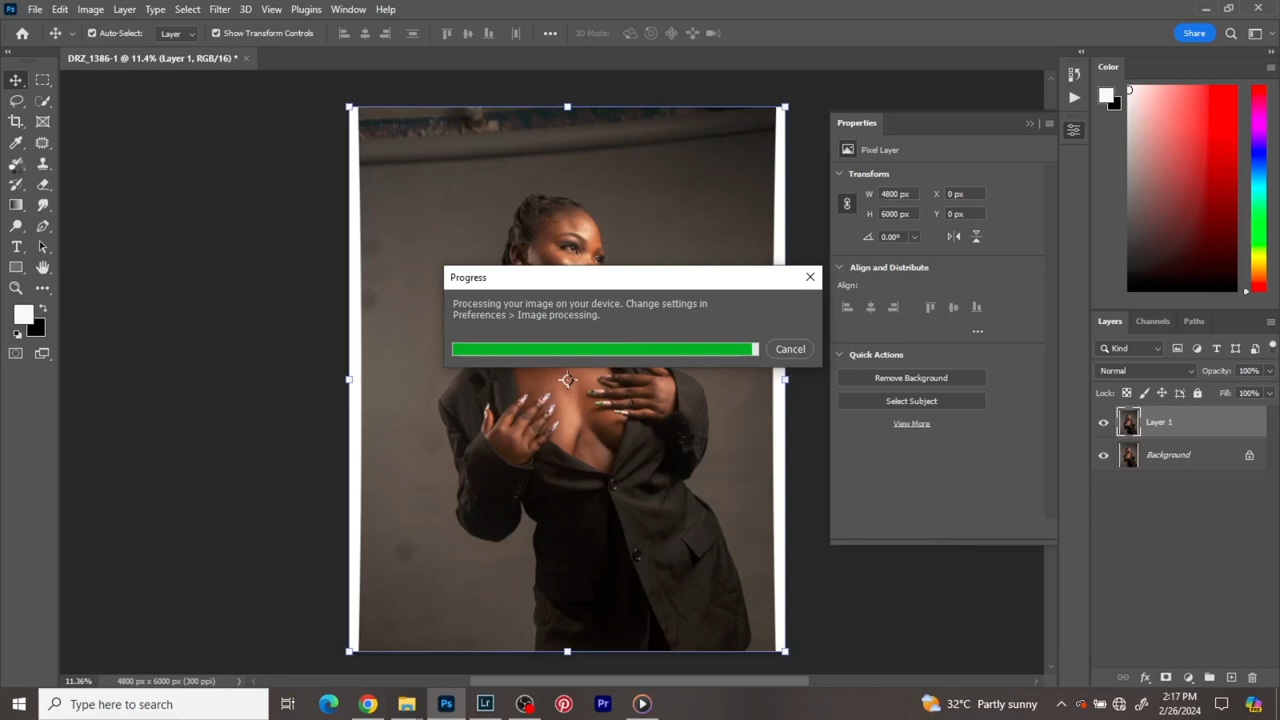 Ps File Edit Image Layer Type Select Filter 3D View Plugins Window Help
Auto-Select: Layer Show Transform Controls 3D Mode: Share
DRZ_1386-1 @ 11.4% (Layer 1, RGB/16) * ×
Color
Properties
Pixel Layer
Transform
W 4800 px X 0 px
H 6000 px Y 0 px
0.00°
Align and Distribute
Align:
Quick Actions
Remove Background
Select Subject
View More
Progress
Processing your image on your device. Change settings in
Preferences > Image processing.
Cancel
Layers Channels Paths
Kind
Normal Opacity: 100%
Lock: Fill: 100%
Layer 1
Background
11.36% 4800 px x 6000 px (300 ppi)
Type here to search
Ps Lr Pr
32°C Partly sunny
2:17 PM
2/26/2024